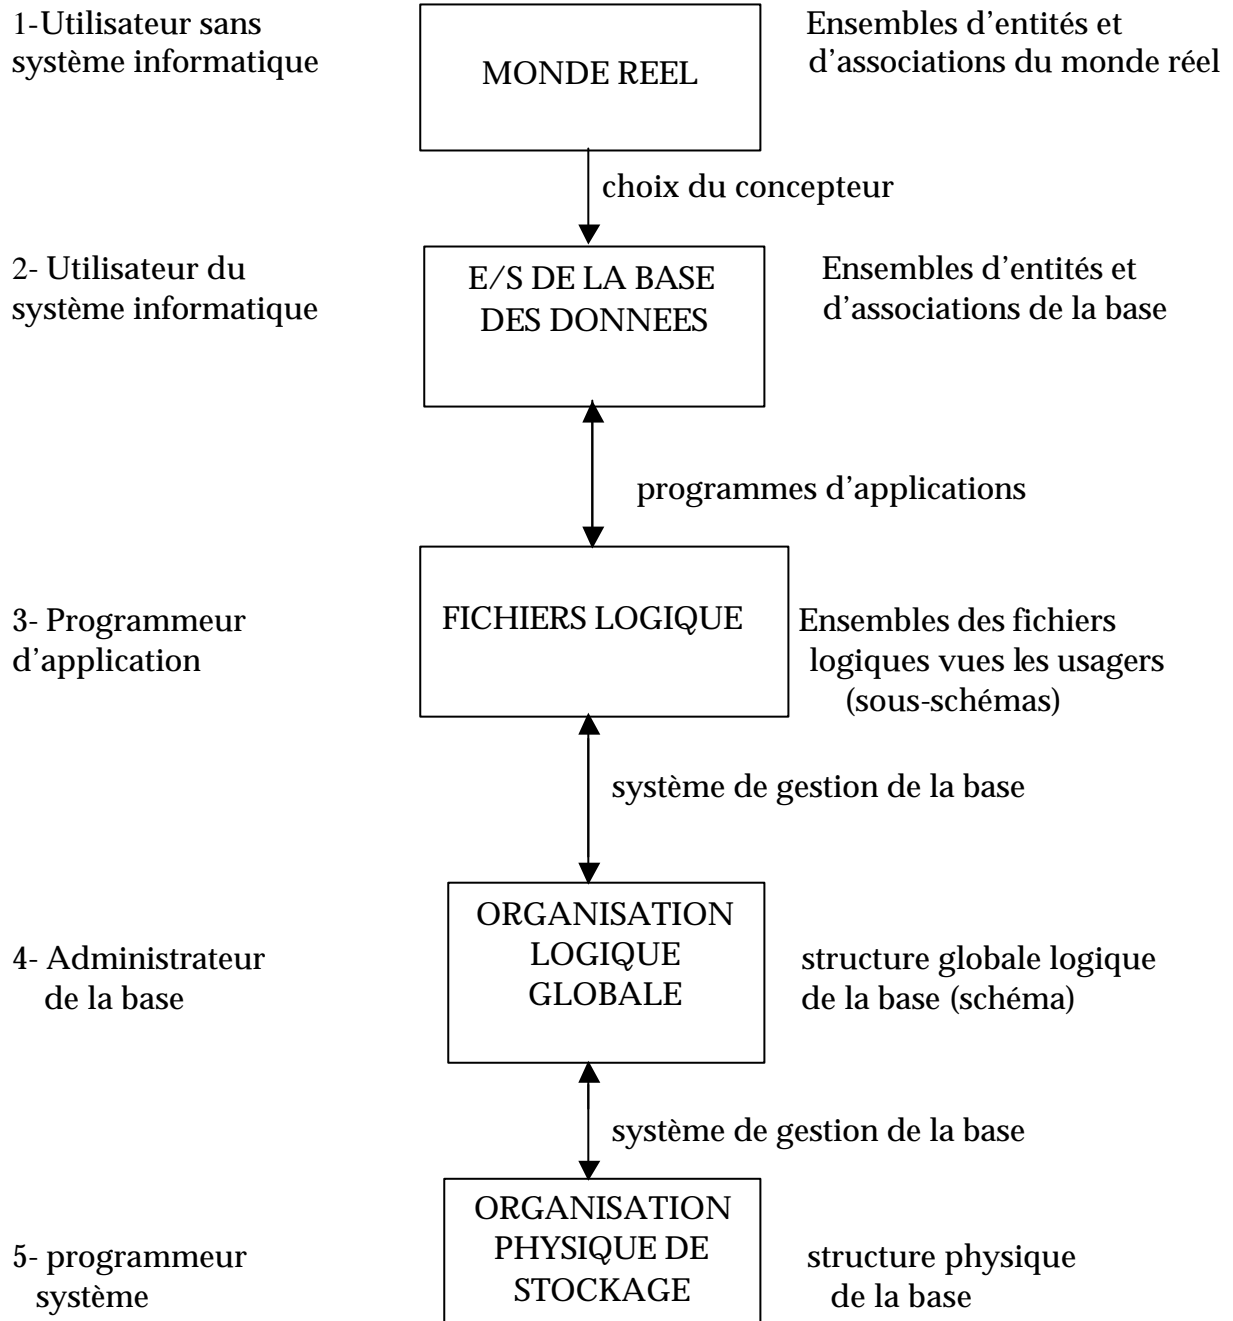 1-Utilisateur sans
système informatique
MONDE REEL
Ensembles d'entités et
d'associations du monde réel
choix du concepteur
2- Utilisateur du
système informatique
E/S DE LA BASE
DES DONNEES
Ensembles d'entités et
d'associations de la base
programmes d'applications
3- Programmeur
d'application
FICHIERS LOGIQUE
Ensembles des fichiers
logiques vues les usagers
(sous-schémas)
système de gestion de la base
4- Administrateur
de la base
ORGANISATION
LOGIQUE
GLOBALE
structure globale logique
de la base (schéma)
système de gestion de la base
5- programmeur
système
ORGANISATION
PHYSIQUE DE
STOCKAGE
structure physique
de la base